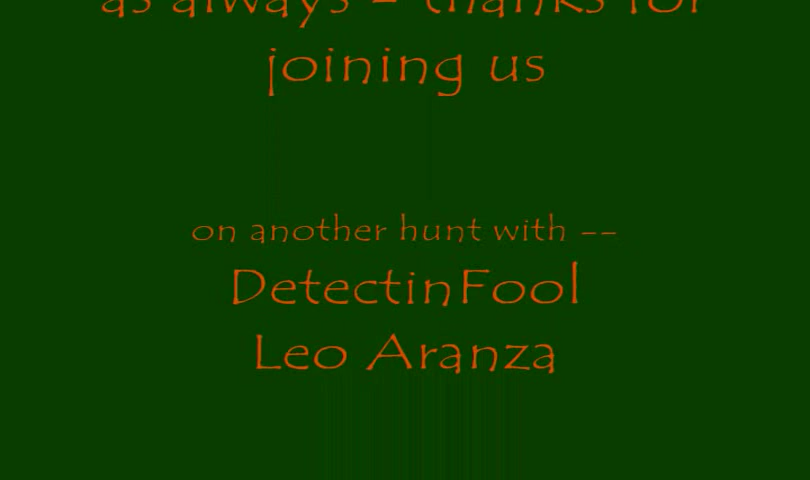 as always – thanks for
joining us
on another hunt with --
DetectinFool
Leo Aranza